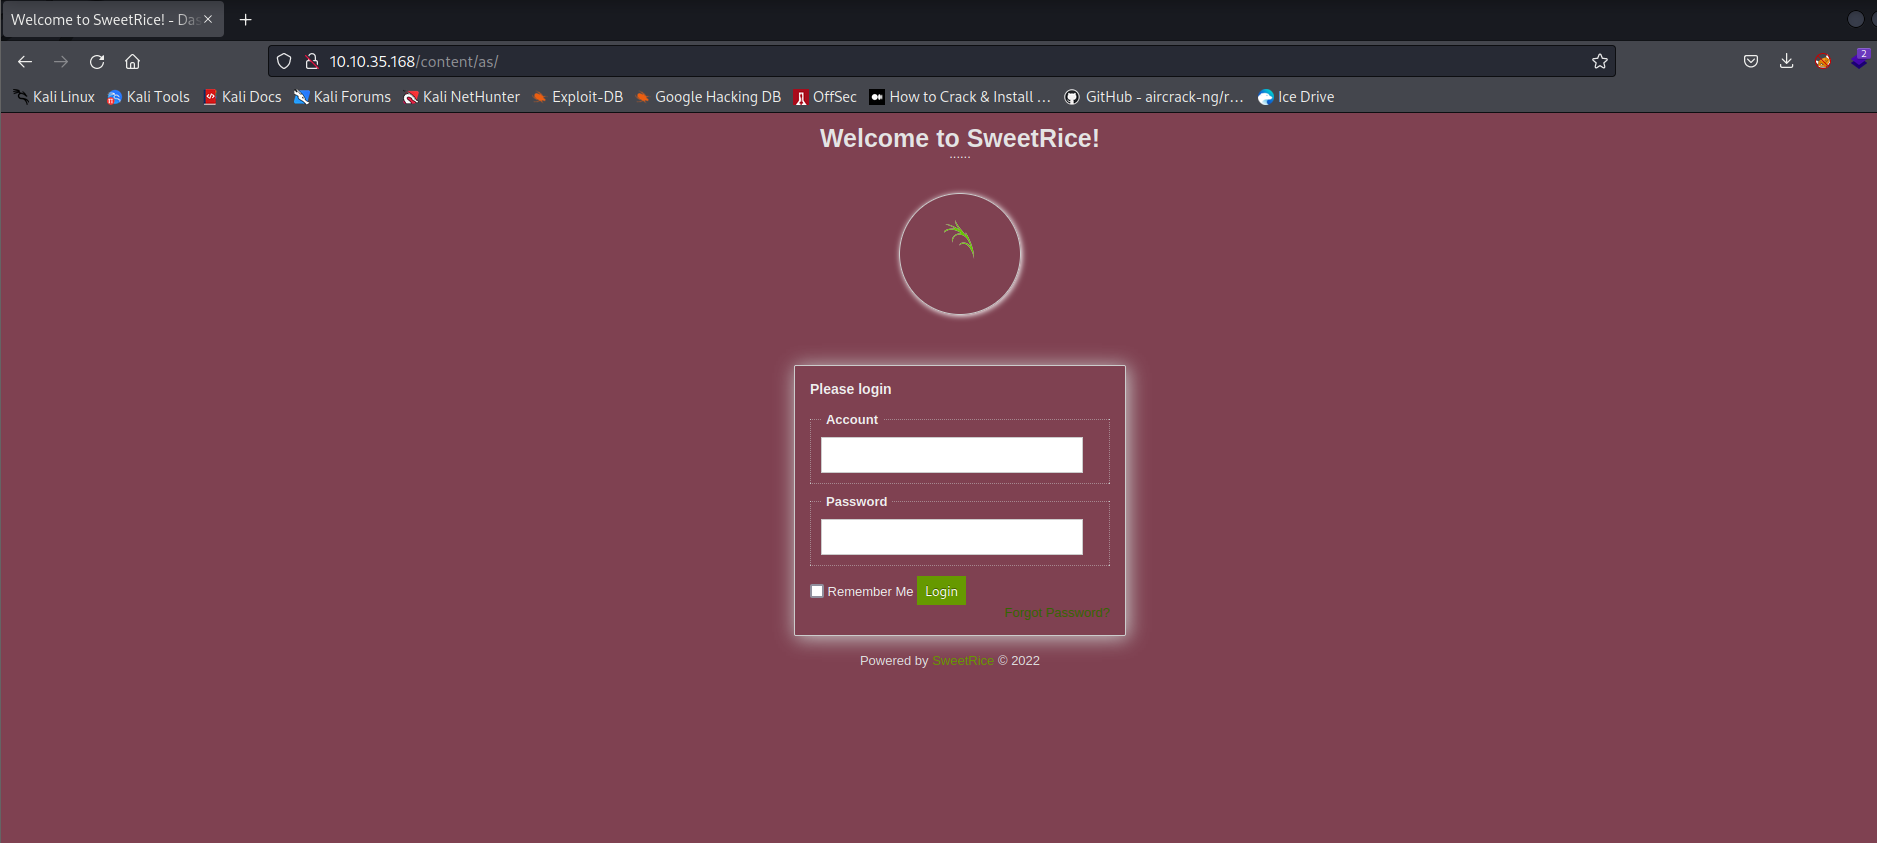 Welcome to SweetRice! - Das
10.10.35.168/content/as/
2
Kali Linux Kali Tools Kali Docs Kali Forums Kali NetHunter Exploit-DB Google Hacking DB OffSec How to Crack & Install ... GitHub - aircrack-ng/r... Ice Drive
Welcome to SweetRice!
......
Please login
Account
Password
Remember Me Login
Forgot Password?
Powered by SweetRice © 2022